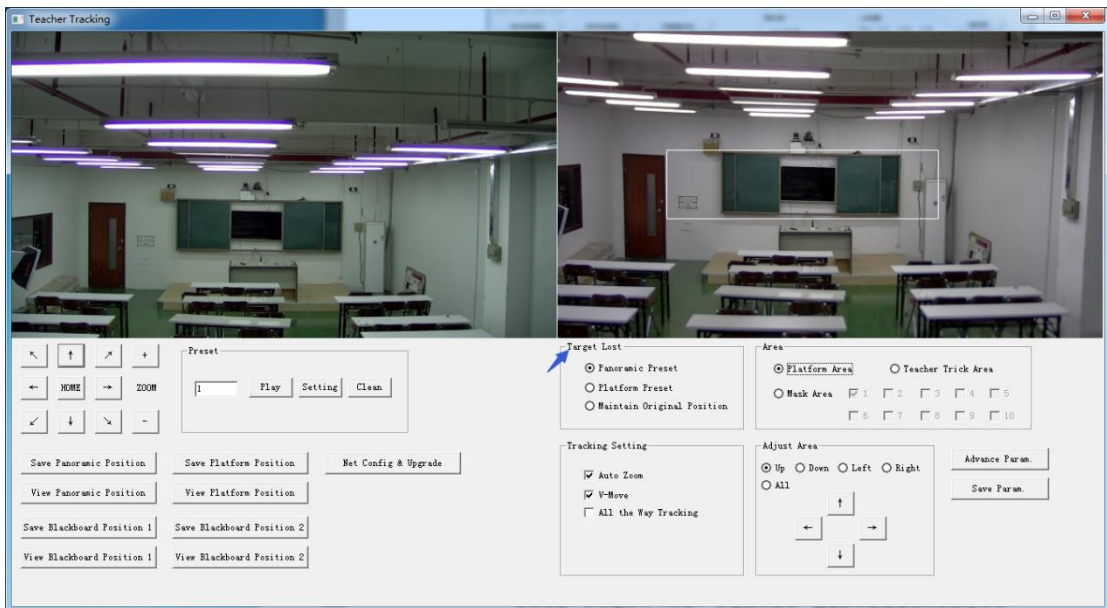 Teacher Tracking
Preset
ZOOM
HOME
1
Play
Setting
Clean
Save Panoramic Position
Save Platform Position
Net Config & Upgrade
View Panoramic Position
View Platform Position
Save Blackboard Position 1
Save Blackboard Position 2
View Blackboard Position 1
View Blackboard Position 2
Target Lost
Panoramic Preset
Platform Preset
Maintain Original Position
Area
Platform Area
Teacher Trick Area
Mask Area
1 2 3 4 5
6 7 8 9 10
Tracking Setting
Auto Zoom
V-Move
All the Way Tracking
Adjust Area
Up Down Left Right
All
Advance Param.
Save Param.